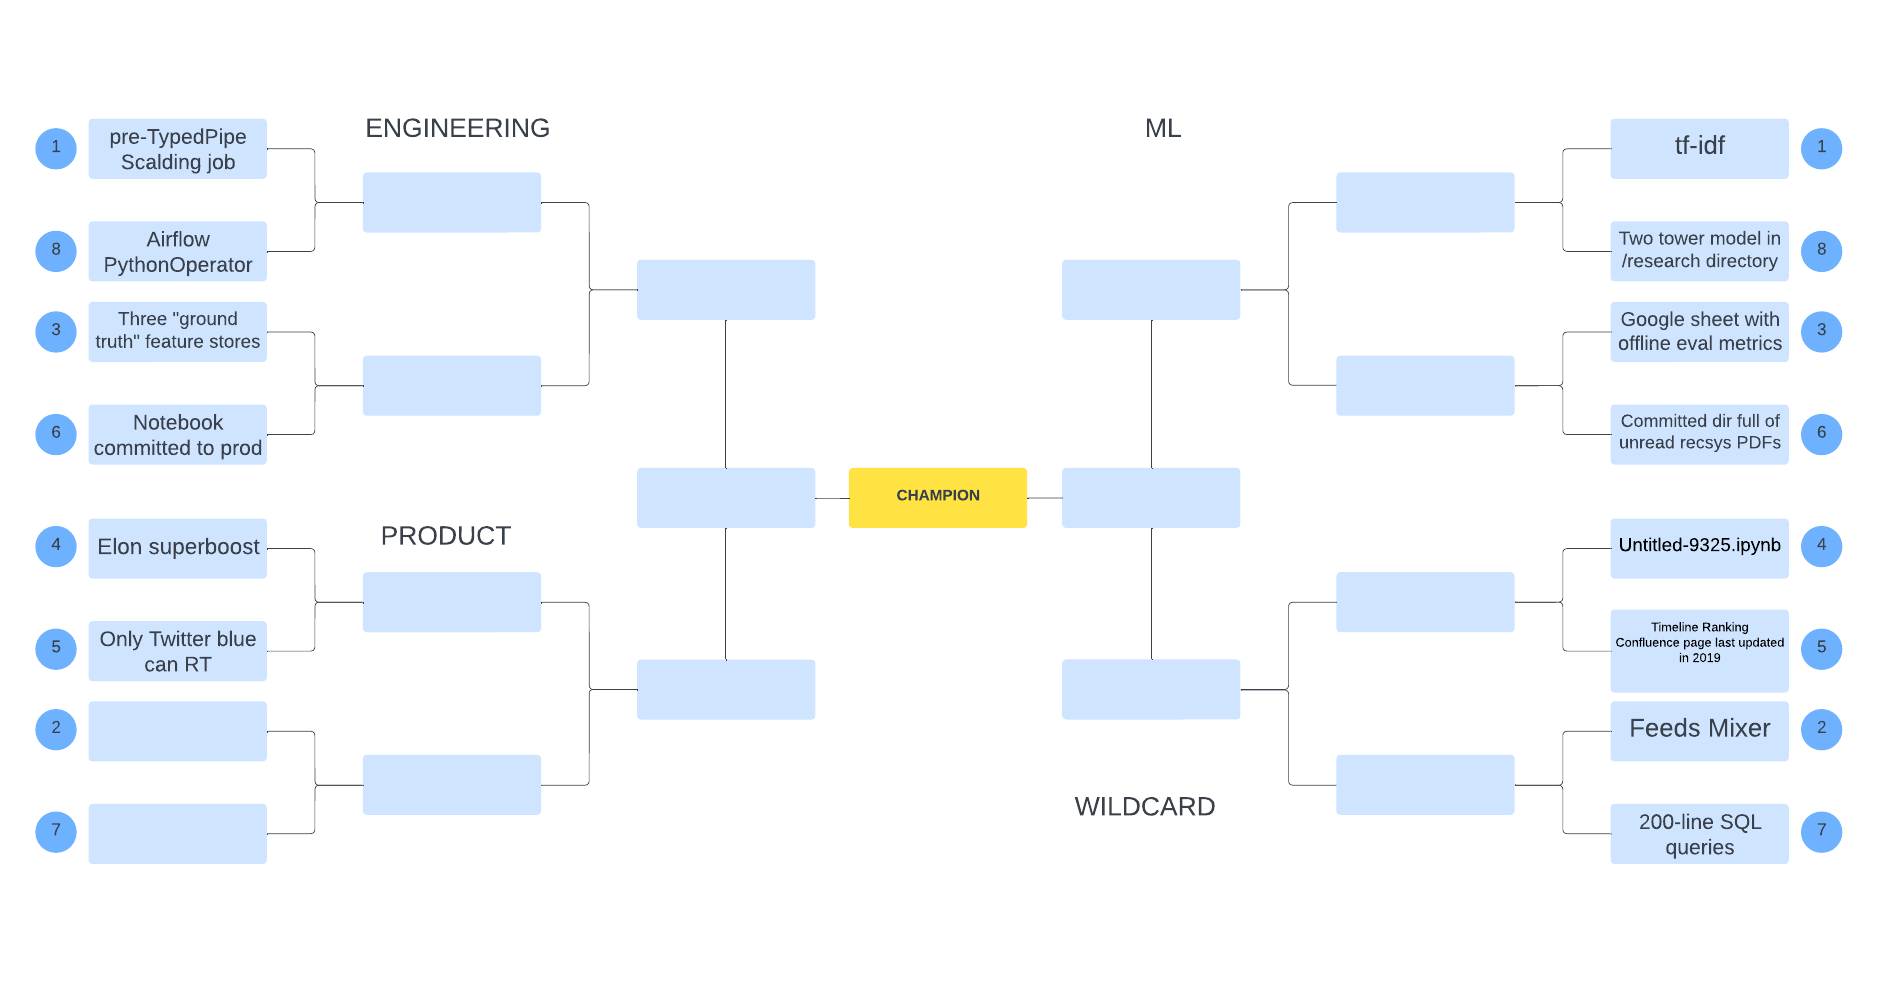 ENGINEERING
1
pre-TypedPipe
Scalding job
8
Airflow
PythonOperator
3
Three "ground
truth" feature stores
6
Notebook
committed to prod
PRODUCT
4
Elon superboost
5
Only Twitter blue
can RT
2
7
CHAMPION
ML
tf-idf
1
Two tower model in
/research directory
8
Google sheet with
offline eval metrics
3
Committed dir full of
unread recsys PDFs
6
WILDCARD
Untitled-9325.ipynb
4
Timeline Ranking
Confluence page last updated
in 2019
5
Feeds Mixer
2
200-line SQL
queries
7